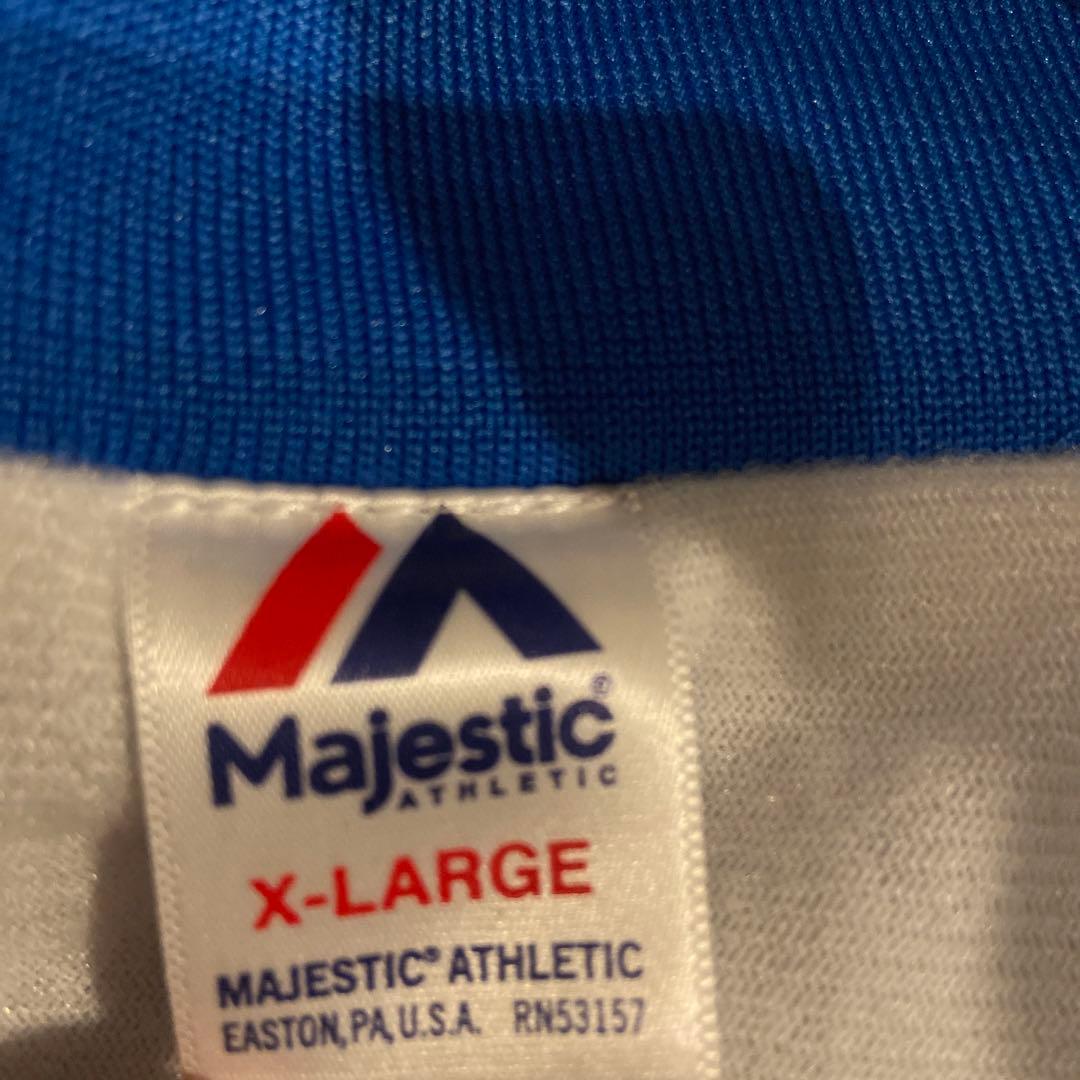 Majestic®
ATHLETIC
X-LARGE
MAJESTIC® ATHLETIC
EASTON, PA, U.S.A. RN53157